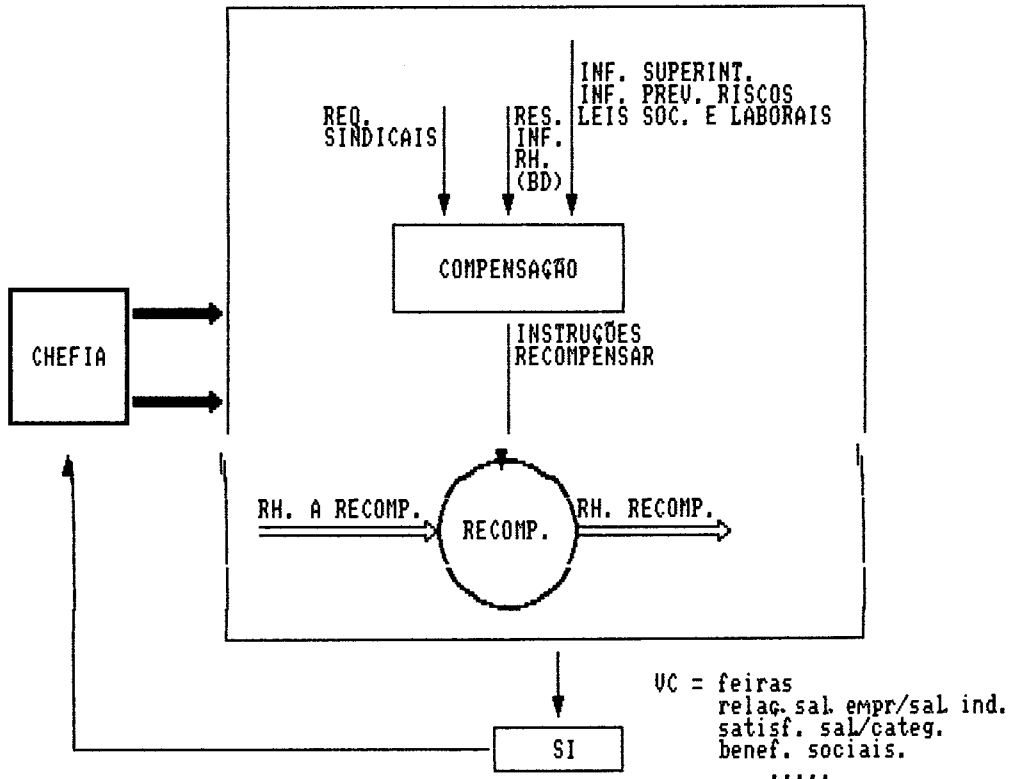 INF. SUPERINT.
INF. PREV. RISCOS
LEIS SOC. E LABORAIS
REQ.
SINDICAIS
RES.
INF.
RH.
(BD)
COMPENSAÇÃO
INSTRUÇÕES
RECOMPENSAR
CHEFIA
RH. A RECOMP.
RECOMP.
RH. RECOMP.
SI
VC = feiras
relaç. sal empr/sal ind.
satisf. sal/categ.
benef. sociais.
.....